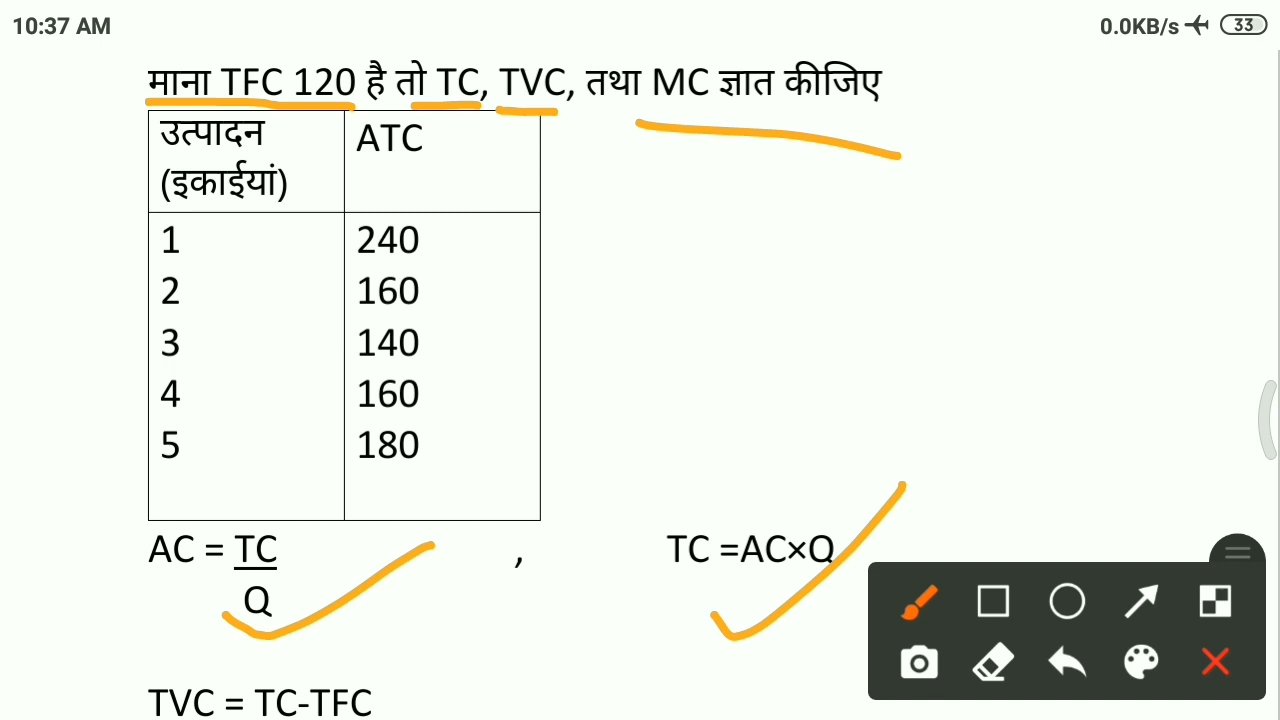 10:37 AM 0.0KB/s 33
माना TFC 120 है तो TC, TVC, तथा MC ज्ञात कीजिए
उत्पादन ATC
(इकाईयां)
1 240
2 160
3 140
4 160
5 180
AC = TC , TC =AC×Q
Q
TVC = TC-TFC